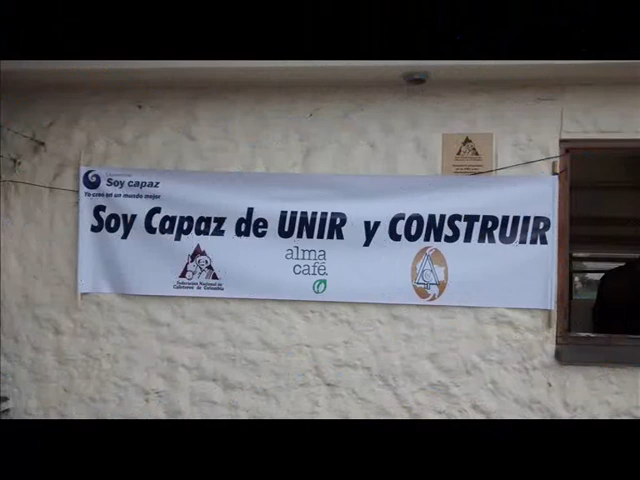 Soy capaz
Yo creo en un mundo mejor
Soy Capaz de UNIR y CONSTRUIR
Federación Nacional de
Cafeteros de Colombia
alma
café.